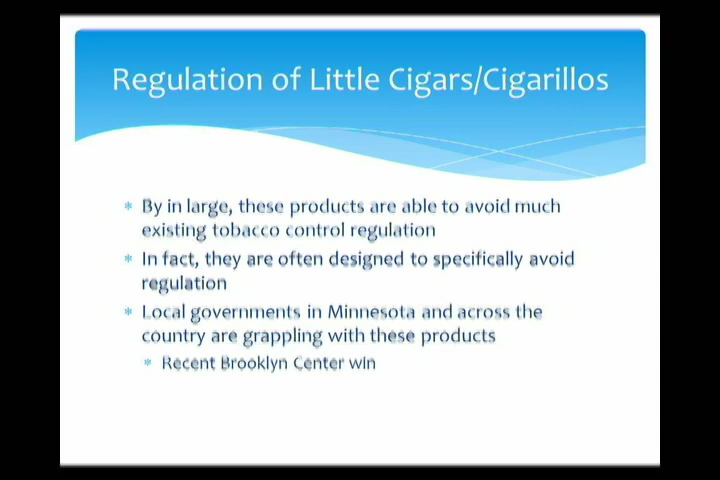 Regulation of Little Cigars/Cigarillos
* By in large, these products are able to avoid much
existing tobacco control regulation
* In fact, they are often designed to specifically avoid
regulation
* Local governments in Minnesota and across the
country are grappling with these products
* Recent Brooklyn Center win